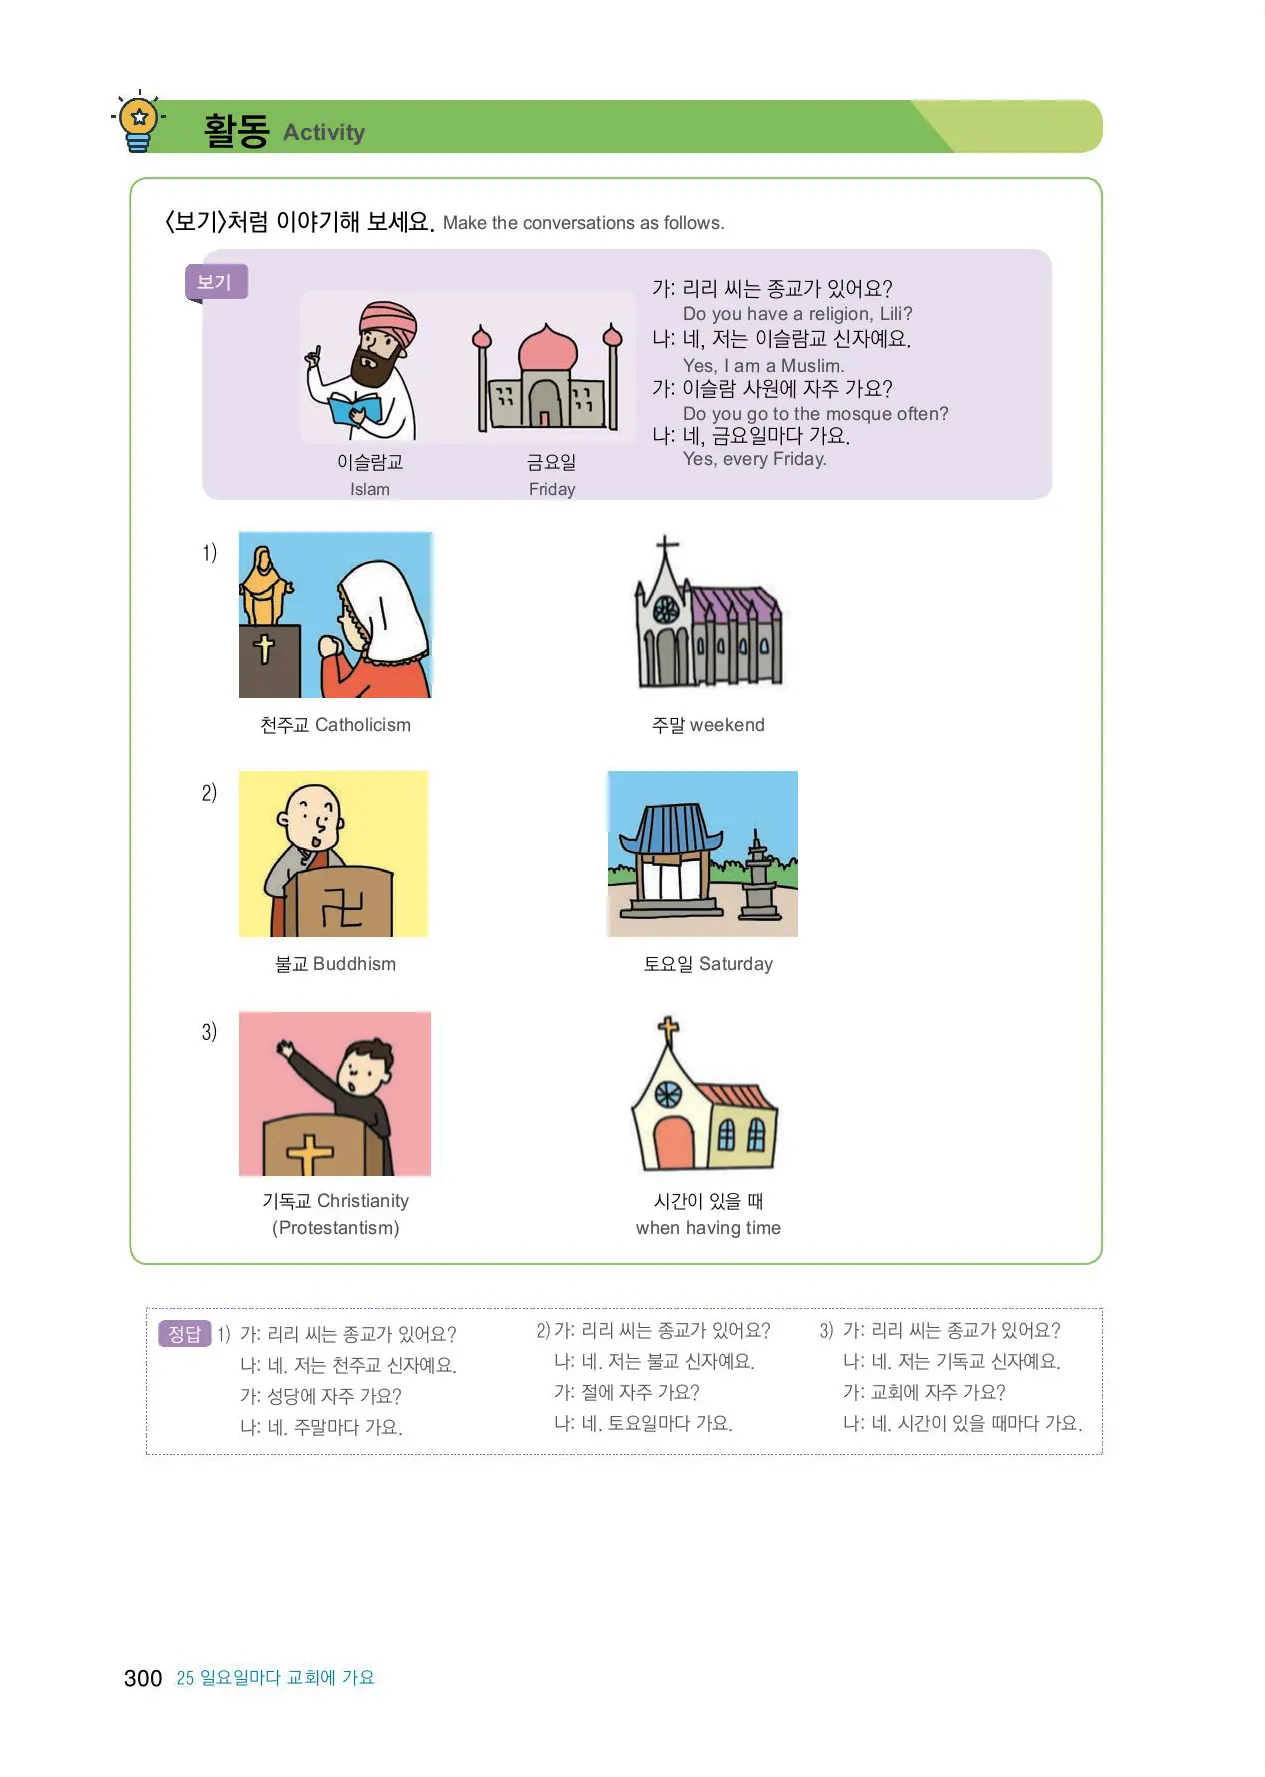 활동 Activity
〈보기〉처럼 이야기해 보세요. Make the conversations as follows.
보기
가: 리리 씨는 종교가 있어요?
Do you have a religion, Lili?
나: 네, 저는 이슬람교 신자예요.
Yes, I am a Muslim.
가: 이슬람 사원에 자주 가요?
Do you go to the mosque often?
나: 네, 금요일마다 가요.
Yes, every Friday.
이슬람교
Islam
금요일
Friday
1)
천주교 Catholicism
주말 weekend
2)
불교 Buddhism
토요일 Saturday
3)
기독교 Christianity
(Protestantism)
시간이 있을 때
when having time
정답
1) 가: 리리 씨는 종교가 있어요?
나: 네. 저는 천주교 신자예요.
가: 성당에 자주 가요?
나: 네. 주말마다 가요.
2) 가: 리리 씨는 종교가 있어요?
나: 네. 저는 불교 신자예요.
가: 절에 자주 가요?
나: 네. 토요일마다 가요.
3) 가: 리리 씨는 종교가 있어요?
나: 네. 저는 기독교 신자예요.
가: 교회에 자주 가요?
나: 네. 시간이 있을 때마다 가요.
300 25 일요일마다 교회에 가요